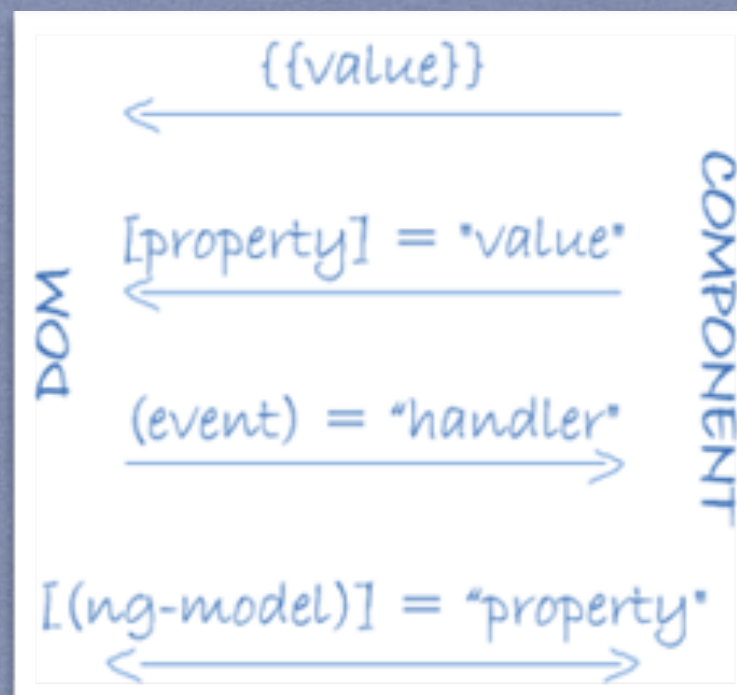 {{value}}
[property] = "value"
DOM
COMPONENT
(event) = "handler"
[(ng-model)] = "property"